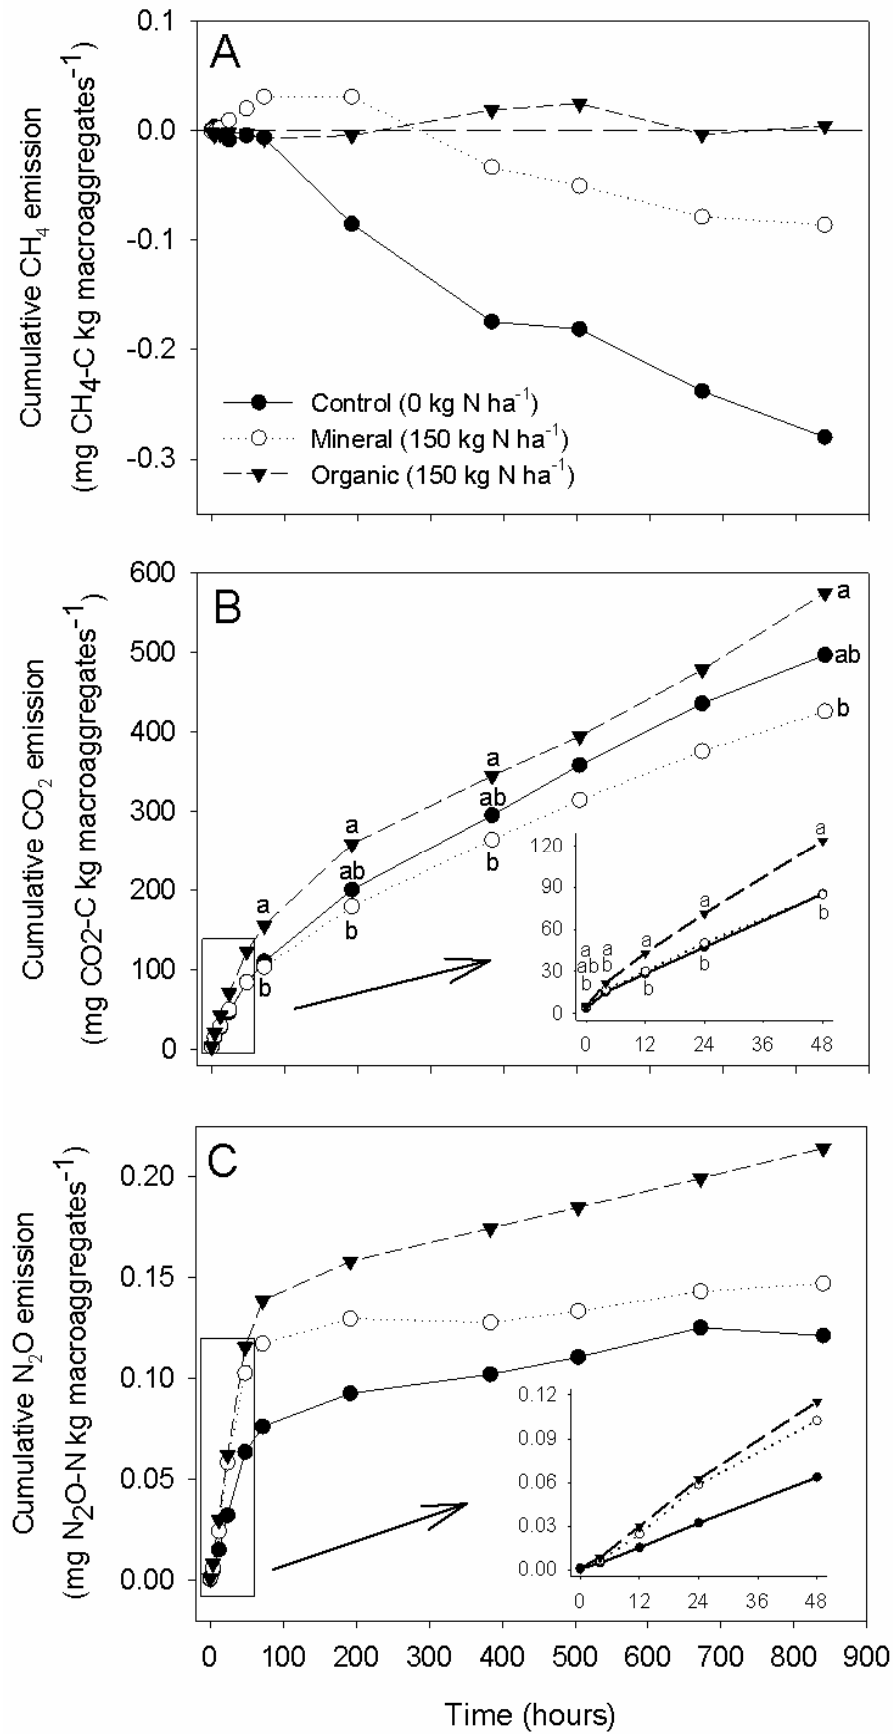 A
0.1
0.0
-0.1
-0.2
-0.3
Cumulative CH4 emission
(mg CH4-C kg macroaggregates-1)
Control (0 kg N ha-1)
Mineral (150 kg N ha-1)
Organic (150 kg N ha-1)
B
600
500
400
300
200
100
0
Cumulative CO2 emission
(mg CO2-C kg macroaggregates-1)
a
b
a
ab
b
a
ab
b
a
ab
b
120
90
60
30
0
a
ab
b
a
b
a
b
a
b
a
b
0 12 24 36 48
C
0.20
0.15
0.10
0.05
0.00
Cumulative N2O emission
(mg N2O-N kg macroaggregates-1)
0.12
0.09
0.06
0.03
0.00
0 12 24 36 48
0 100 200 300 400 500 600 700 800 900
Time (hours)